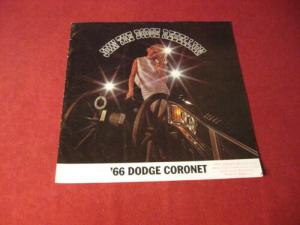 JOIN THE DODGE REBELLION
'66 DODGE CORONET